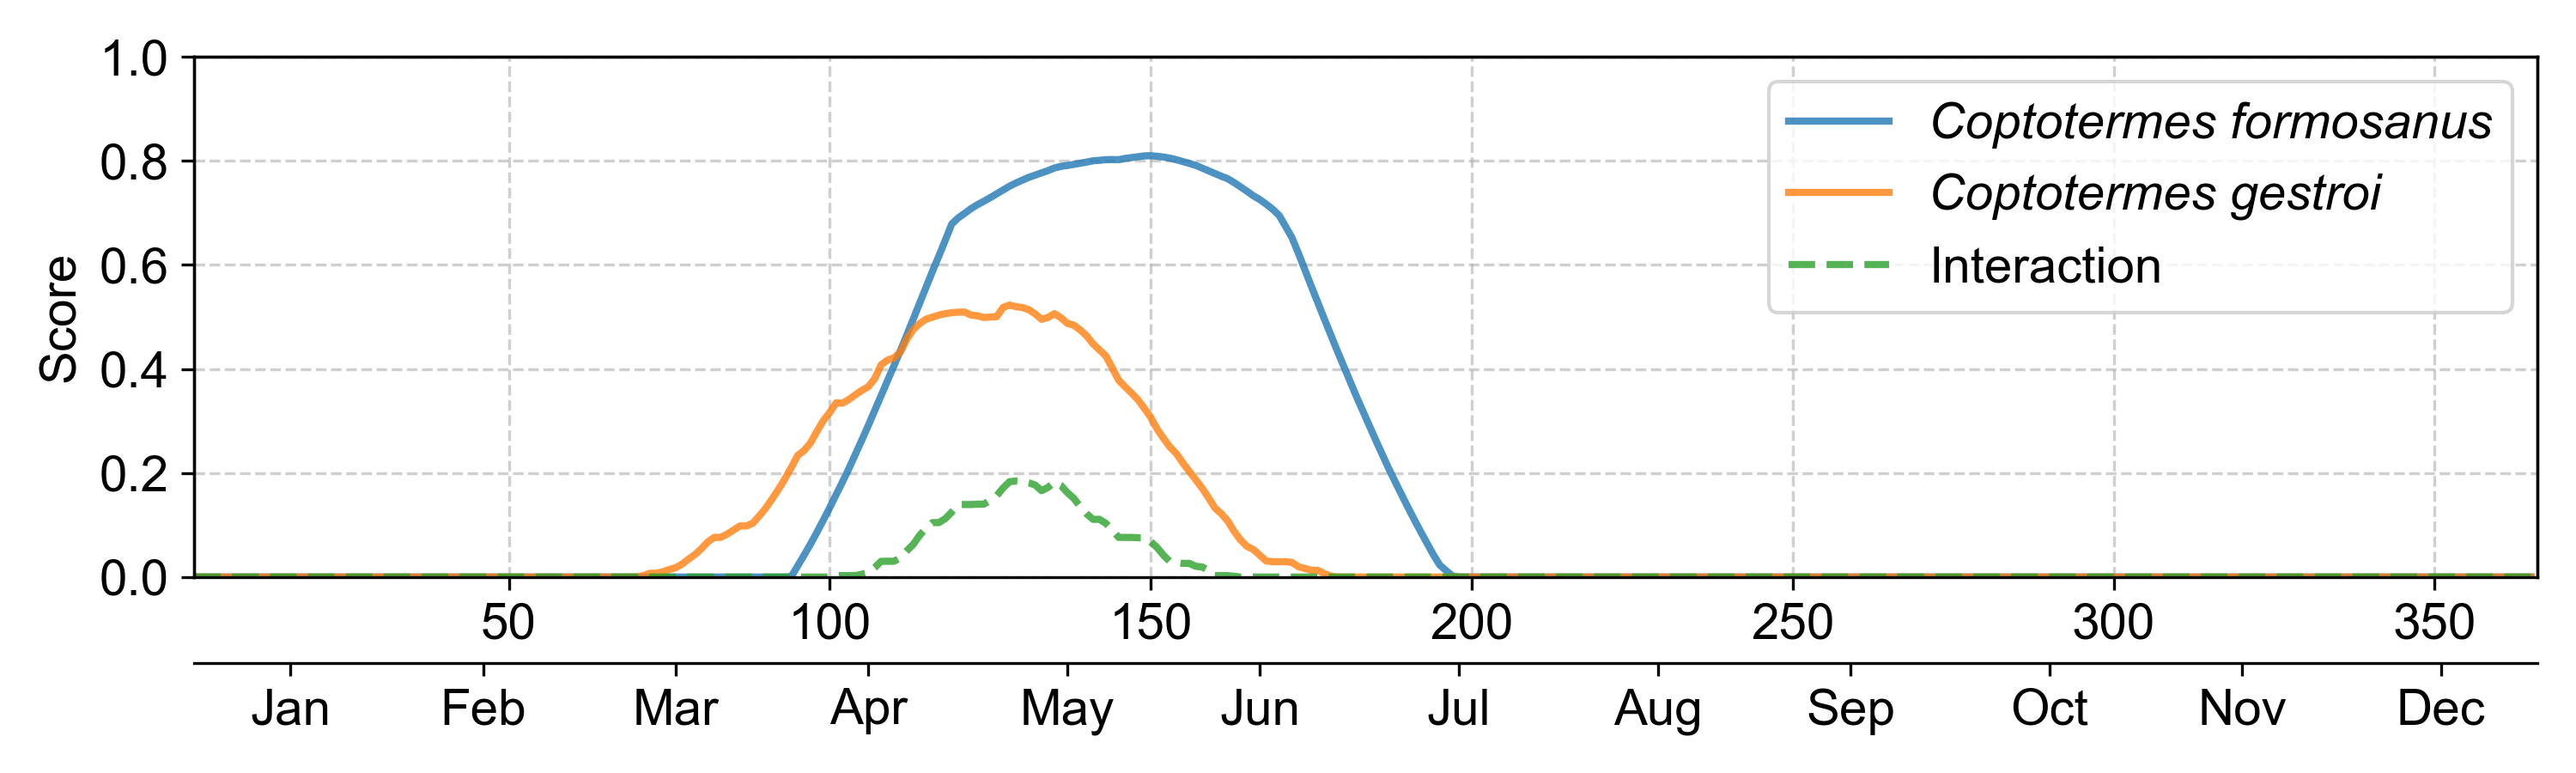 1.0
0.8
0.6
0.4
0.2
0.0
Score
Coptotermes formosanus
Coptotermes gestroi
Interaction
50 100 150 200 250 300 350
Jan Feb Mar Apr May Jun Jul Aug Sep Oct Nov Dec